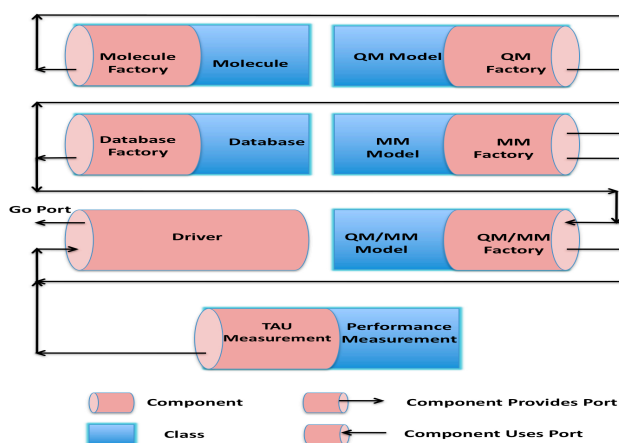 Molecule
Factory
Molecule
QM Model
QM
Factory
Database
Factory
Database
MM
Model
MM
Factory
Go Port
Driver
QM/MM
Model
QM/MM
Factory
TAU
Measurement
Performance
Measurement
Component
Component Provides Port
Class
Component Uses Port